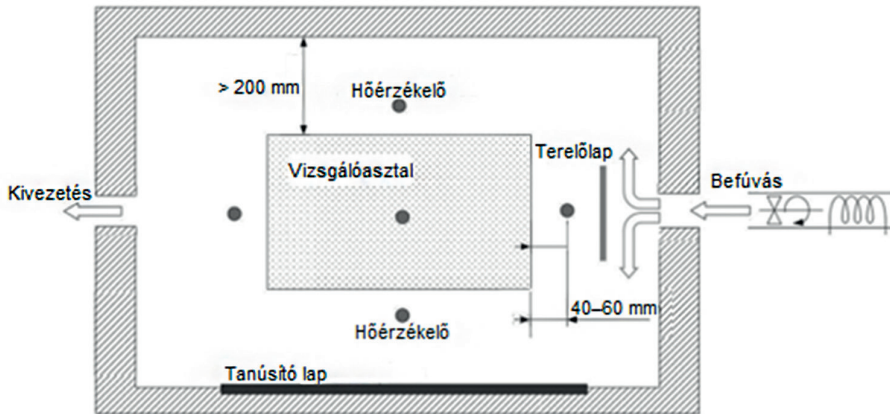 > 200 mm
Hőérzékelő
Vizsgálóasztal
Terelőlap
Kivezetés
Befúvás
40–60 mm
Hőérzékelő
Tanúsító lap